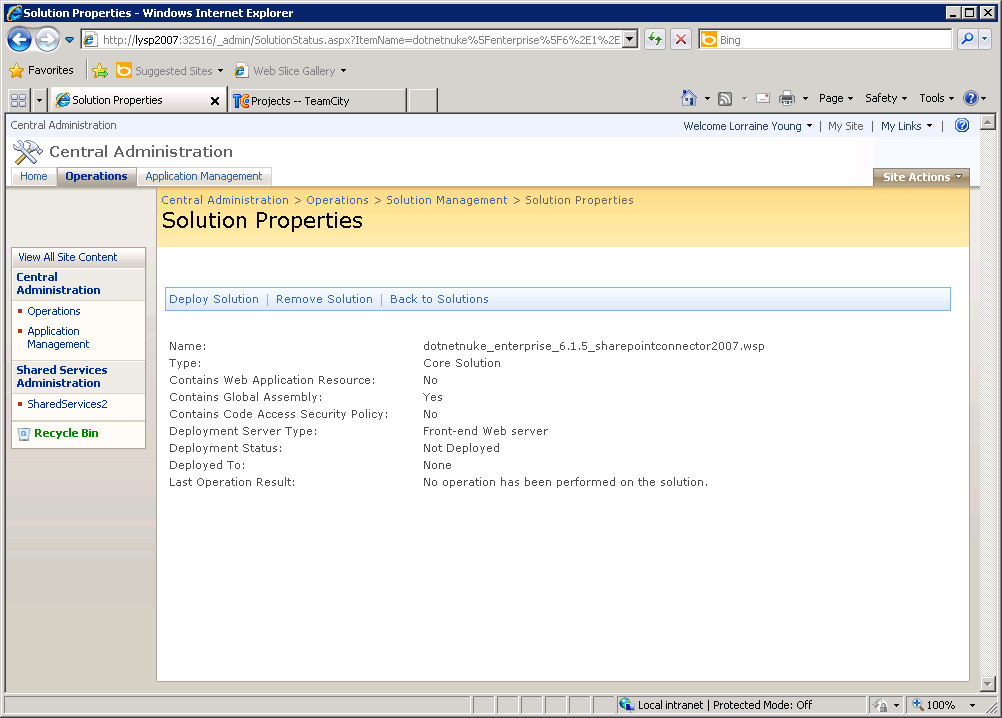 Solution Properties - Windows Internet Explorer
http://lysp2007:32516/_admin/SolutionStatus.aspx?ItemName=dotnetnuke%5Fenterprise%5F6%2E1%2E
Bing
Favorites
Suggested Sites
Web Slice Gallery
Solution Properties
Projects -- TeamCity
Page
Safety
Tools
Central Administration
Welcome Lorraine Young
| My Site | My Links |
Central Administration
Home
Operations
Application Management
Site Actions
Central Administration > Operations > Solution Management > Solution Properties
Solution Properties
View All Site Content
Central
Administration
Operations
Application
Management
Shared Services
Administration
SharedServices2
Recycle Bin
Deploy Solution | Remove Solution | Back to Solutions
Name: dotnetnuke_enterprise_6.1.5_sharepointconnector2007.wsp
Type: Core Solution
Contains Web Application Resource: No
Contains Global Assembly: Yes
Contains Code Access Security Policy: No
Deployment Server Type: Front-end Web server
Deployment Status: Not Deployed
Deployed To: None
Last Operation Result: No operation has been performed on the solution.
Local intranet | Protected Mode: Off
100%